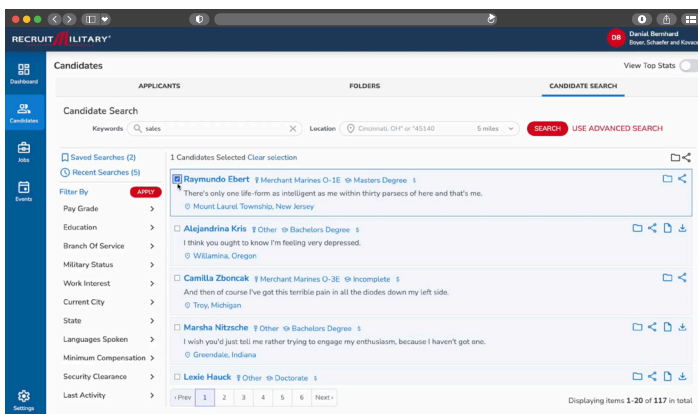 RECRUIT MILITARY
DB
Danial Bernhard
Boyer, Schaefer and Kovace
Dashboard
Candidates
Jobs
Events
Settings
Candidates
View Top Stats
APPLICANTS
FOLDERS
CANDIDATE SEARCH
Candidate Search
Keywords
sales
Location
Cincinnati, OH" or "45140
5 miles
SEARCH
USE ADVANCED SEARCH
Saved Searches (2)
Recent Searches (5)
Filter By
APPLY
Pay Grade
Education
Branch Of Service
Military Status
Work Interest
Current City
State
Languages Spoken
Minimum Compensation
Security Clearance
Last Activity
1 Candidates Selected Clear selection
Raymundo Ebert Merchant Marines O-1E Masters Degree $
There's only one life-form as intelligent as me within thirty parsecs of here and that's me.
Mount Laurel Township, New Jersey
Alejandrina Kris Other Bachelors Degree $
I think you ought to know I'm feeling very depressed.
Willamina, Oregon
Camilla Zboncak Merchant Marines O-3E Incomplete $
And then of course I've got this terrible pain in all the diodes down my left side.
Troy, Michigan
Marsha Nitzsche Other Bachelors Degree $
I wish you'd just tell me rather trying to engage my enthusiasm, because I haven't got one.
Greendale, Indiana
Lexie Hauck Other Doctorate $
‹ Prev 1 2 3 4 5 6 Next ›
Displaying items 1-20 of 117 in total